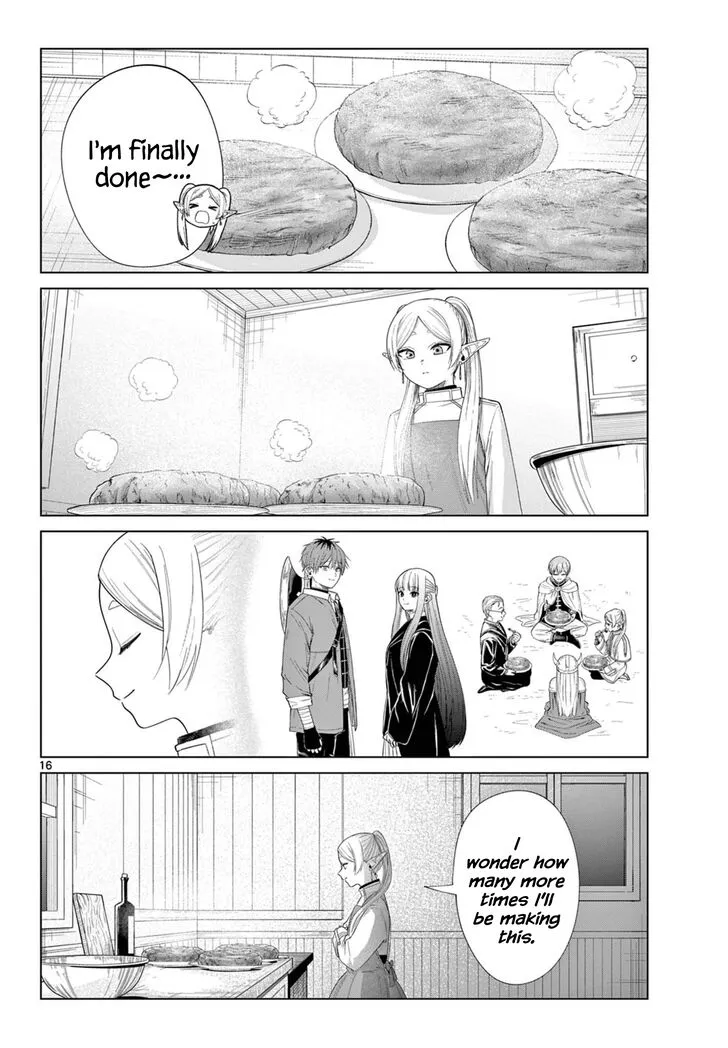 I'm finally
done~...
16
I
wonder how
many more
times I'll
be making
this.